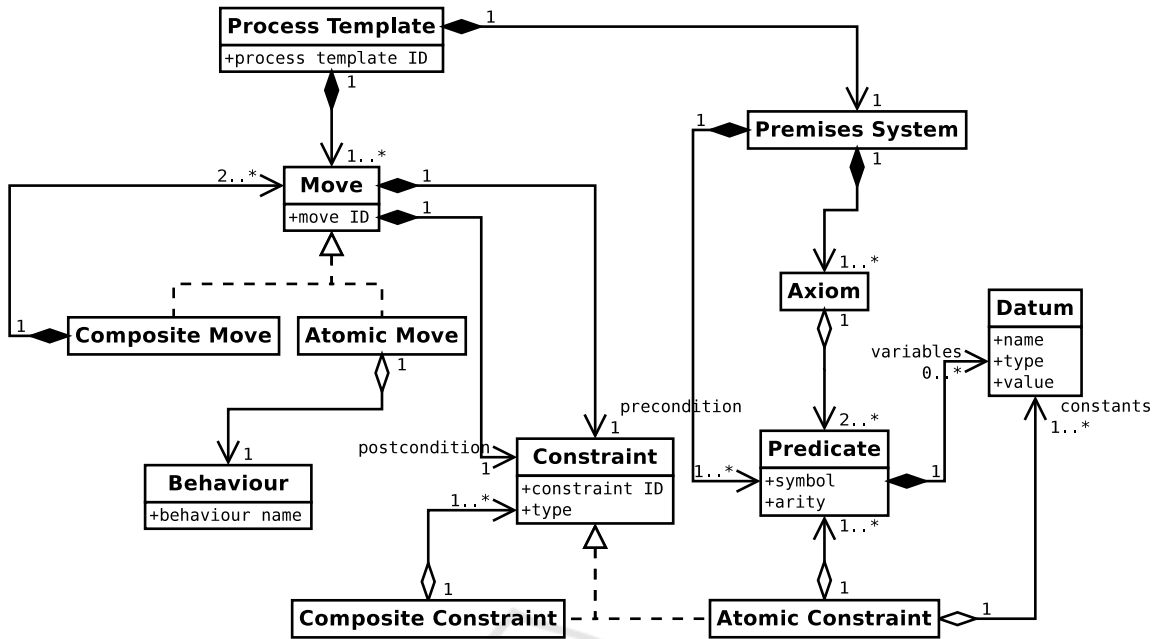 Process Template
+process template ID
1
1
1
Premises System
1
1
1..*
2..*
Move
+move ID
1
1
1..*
Axiom
1
Datum
+name
+type
+value
Composite Move
1
Atomic Move
1
variables
0..*
constants
1..*
precondition
1
2..*
postcondition
1
Constraint
+constraint ID
+type
1..*
Predicate
+symbol
+arity
1
1
Behaviour
+behaviour name
1..*
1..*
1
1
Composite Constraint
Atomic Constraint
1